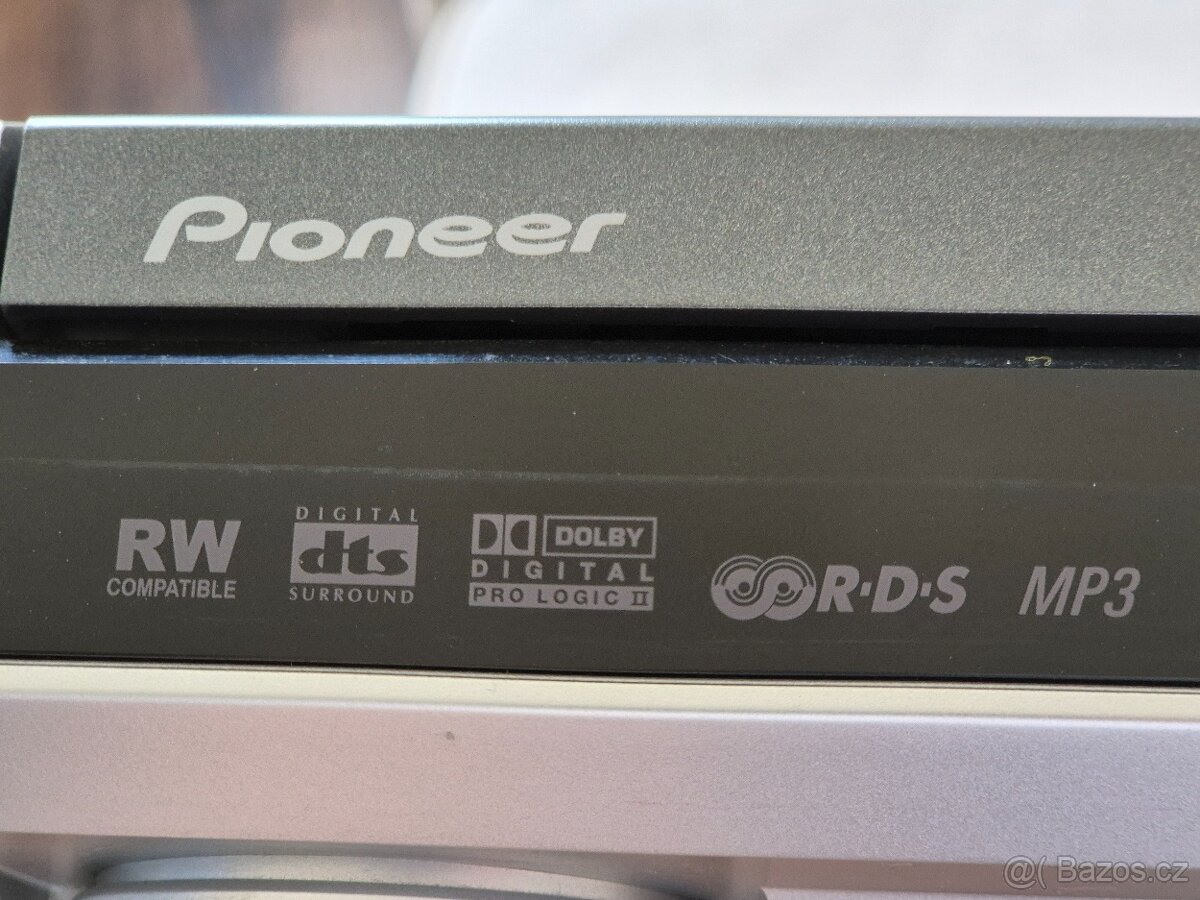 Pioneer
RW
COMPATIBLE
DIGITAL
dts
SURROUND
DOLBY
DIGITAL
PRO LOGIC II
R·D·S
MP3
@( Bazos.cz